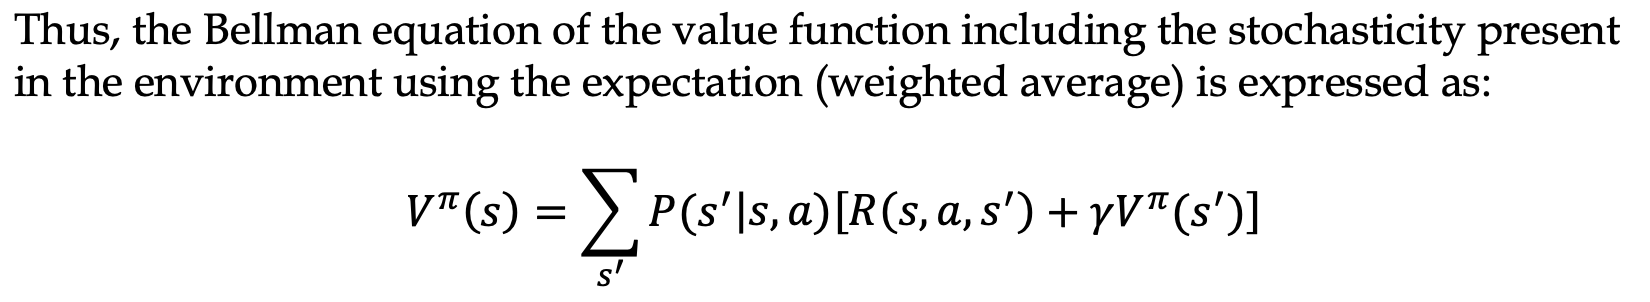 Thus, the Bellman equation of the value function including the stochasticity present
in the environment using the expectation (weighted average) is expressed as:
V^π(s) = ∑_{s′} P(s′|s, a)[R(s, a, s′) + γV^π(s′)]